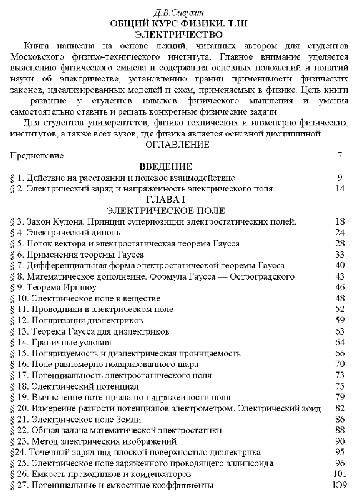 Д.В.Сивухин
ОБЩИЙ КУРС ФИЗИКИ. Т.III
ЭЛЕКТРИЧЕСТВО
Книга написана на основе лекций, читанных автором для студентов
Московского физико-технического института. Главное внимание уделяется
выяснению физического смысла и содержания основных положений и понятий
науки об электричестве, установлению границ применимости физических
законов, идеализированных моделей и схем, применяемых в физике. Цель книги
- развитие у студентов навыков физического мышления и умения
самостоятельно ставить и решать конкретные физические задачи.
Для студентов университетов, физико-технических и инженерно-физических
институтов, а также всех вузов, где физика является основной дисциплиной
ОГЛАВЛЕНИЕ
Предисловие 7
ВВЕДЕНИЕ
§ 1. Действие на расстоянии и полевое взаимодействие 9
§ 2. Электрический заряд и напряженность электрического поля 14
ГЛАВА I
ЭЛЕКТРИЧЕСКОЕ ПОЛЕ
§ 3. Закон Кулона. Принцип суперпозиции электростатических полей. 18
§ 4. Электрический диполь 24
§ 5. Поток вектора и электростатическая теорема Гаусса 28
§ 6. Применения теоремы Гаусса 33
§ 7. Дифференциальная форма электростатической теоремы Гаусса 40
§ 8. Математическое дополнение. Формула Гаусса — Остроградского 43
§ 9. Теорема Ирншоу 46
§ 10. Электрическое поле в веществе 48
§ 11. Проводники в электрическом поле 52
§ 12. Поляризация диэлектриков 59
§ 13. Теорема Гаусса для диэлектриков 63
§ 14. Граничные условия 64
§ 15. Поляризуемость и диэлектрическая проницаемость 66
§ 16. Поле равномерно поляризованного шара 70
§ 17. Потенциальность электростатического поля 73
§ 18. Электрический потенциал 75
§ 19. Вычисление потенциала по напряженности поля 79
§ 20. Измерение разности потенциалов электрометром. Электрический зонд 82
§ 21. Электрическое поле Земли 86
§ 22. Общая задача математической электростатики 88
§ 23. Метод электрических изображений 90
§24. Точечный заряд над плоской поверхностью диэлектрика 95
§ 25. Электрическое поле заряженного проводящего эллипсоида 96
§ 26. Емкость проводников и конденсаторов 101
§ 27. Потенциальные и емкостные коэффициенты 109